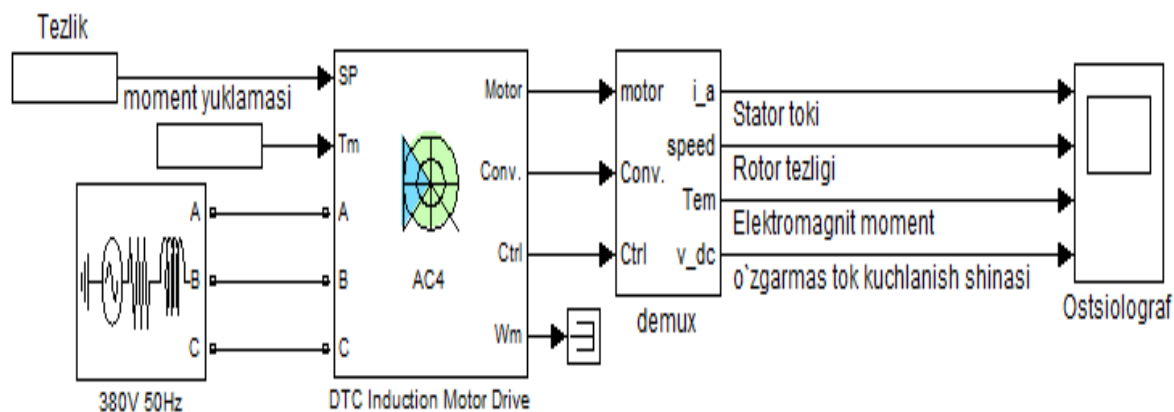 Tezlik
SP
moment yuklamasi
Tm
A
B
C
380V 50Hz
A
B
C
Motor
Conv.
Ctrl
Wm
AC4
DTC Induction Motor Drive
motor
Conv.
Ctrl
i_a
speed
Tem
v_dc
demux
Stator toki
Rotor tezligi
Elektromagnit moment
o`zgarmas tok kuchlanish shinasi
Ostsiolograf